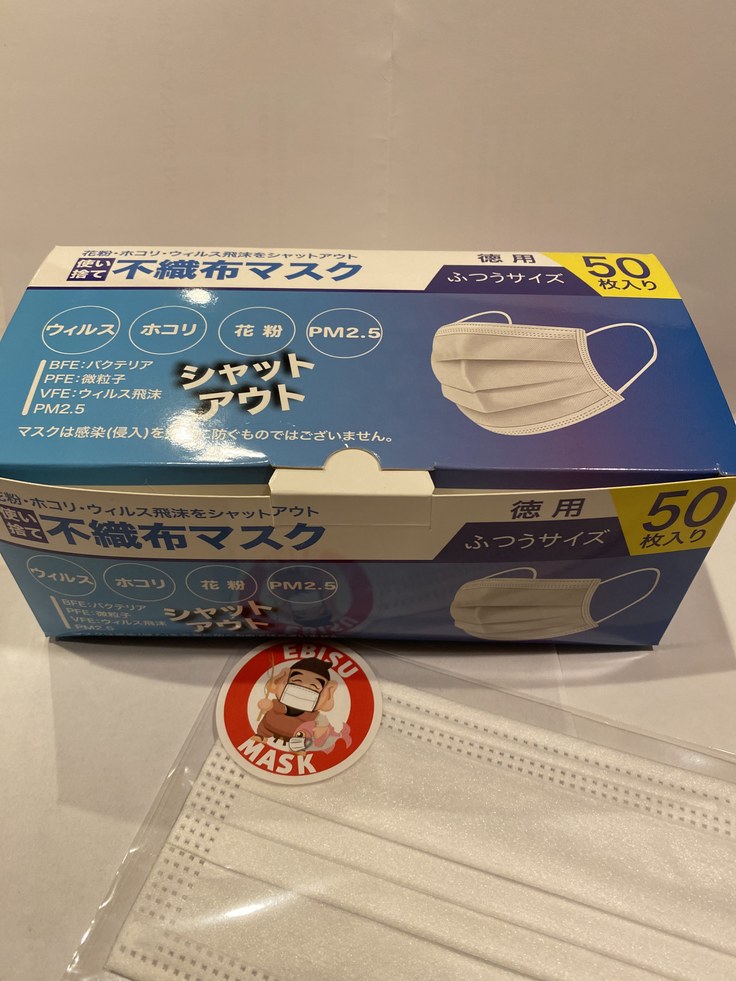 花粉・ホコリ・ウィルス飛沫をシャットアウト
使い
捨て
不織布マスク
徳用
ふつうサイズ
50
枚入り
ウィルス
ホコリ
花粉
PM2.5
BFE:バクテリア
PFE:微粒子
VFE:ウィルス飛沫
PM2.5
シャット
アウト
マスクは感染(侵入)を
防ぐものではございません。
花粉・ホコリ・ウィルス飛沫をシャットアウト
使い
捨て
不織布マスク
徳用
ふつうサイズ
50
枚入り
ウィルス
ホコリ
花粉
PM2.5
BFE:バクテリア
PFE:微粒子
VFE:ウィルス飛沫
PM2.5
シャット
アウト
EBISU
MASK